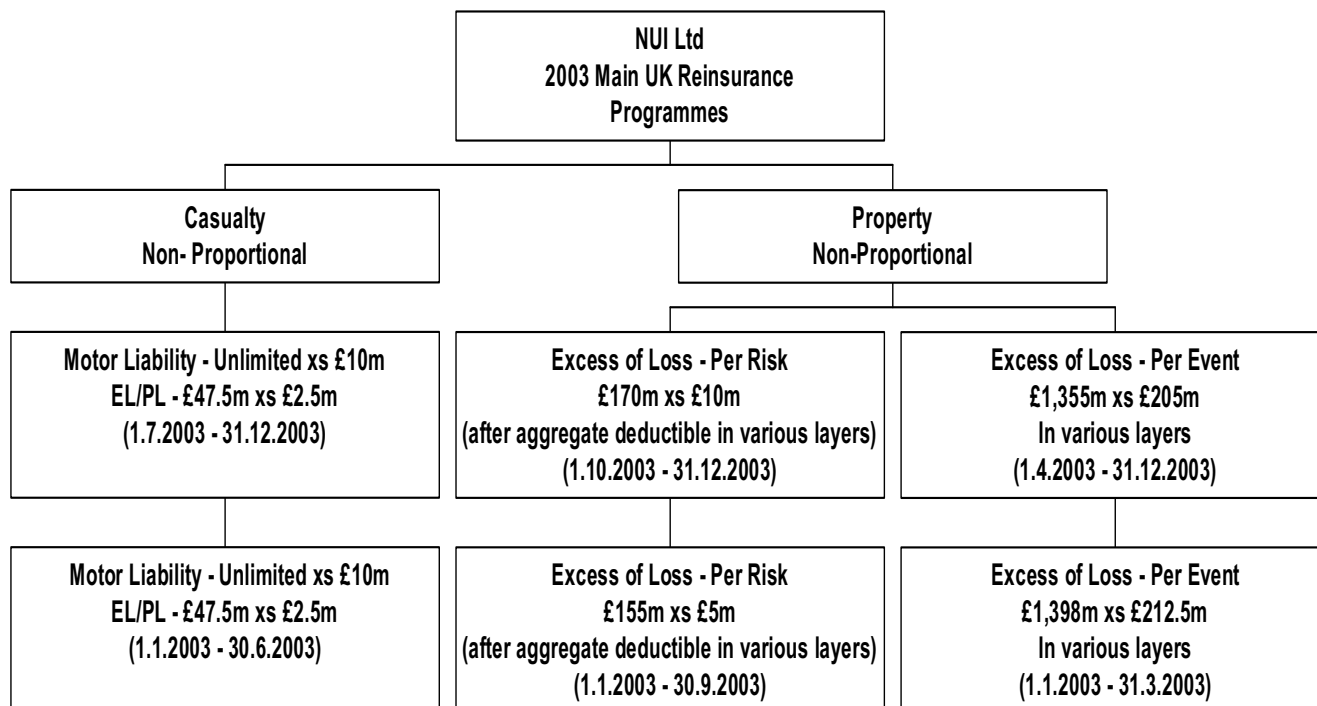 NUI Ltd
2003 Main UK Reinsurance
Programmes
Casualty
Non- Proportional
Property
Non-Proportional
Motor Liability - Unlimited xs £10m
EL/PL - £47.5m xs £2.5m
(1.7.2003 - 31.12.2003)
Excess of Loss - Per Risk
£170m xs £10m
(after aggregate deductible in various layers)
(1.10.2003 - 31.12.2003)
Excess of Loss - Per Event
£1,355m xs £205m
In various layers
(1.4.2003 - 31.12.2003)
Motor Liability - Unlimited xs £10m
EL/PL - £47.5m xs £2.5m
(1.1.2003 - 30.6.2003)
Excess of Loss - Per Risk
£155m xs £5m
(after aggregate deductible in various layers)
(1.1.2003 - 30.9.2003)
Excess of Loss - Per Event
£1,398m xs £212.5m
In various layers
(1.1.2003 - 31.3.2003)